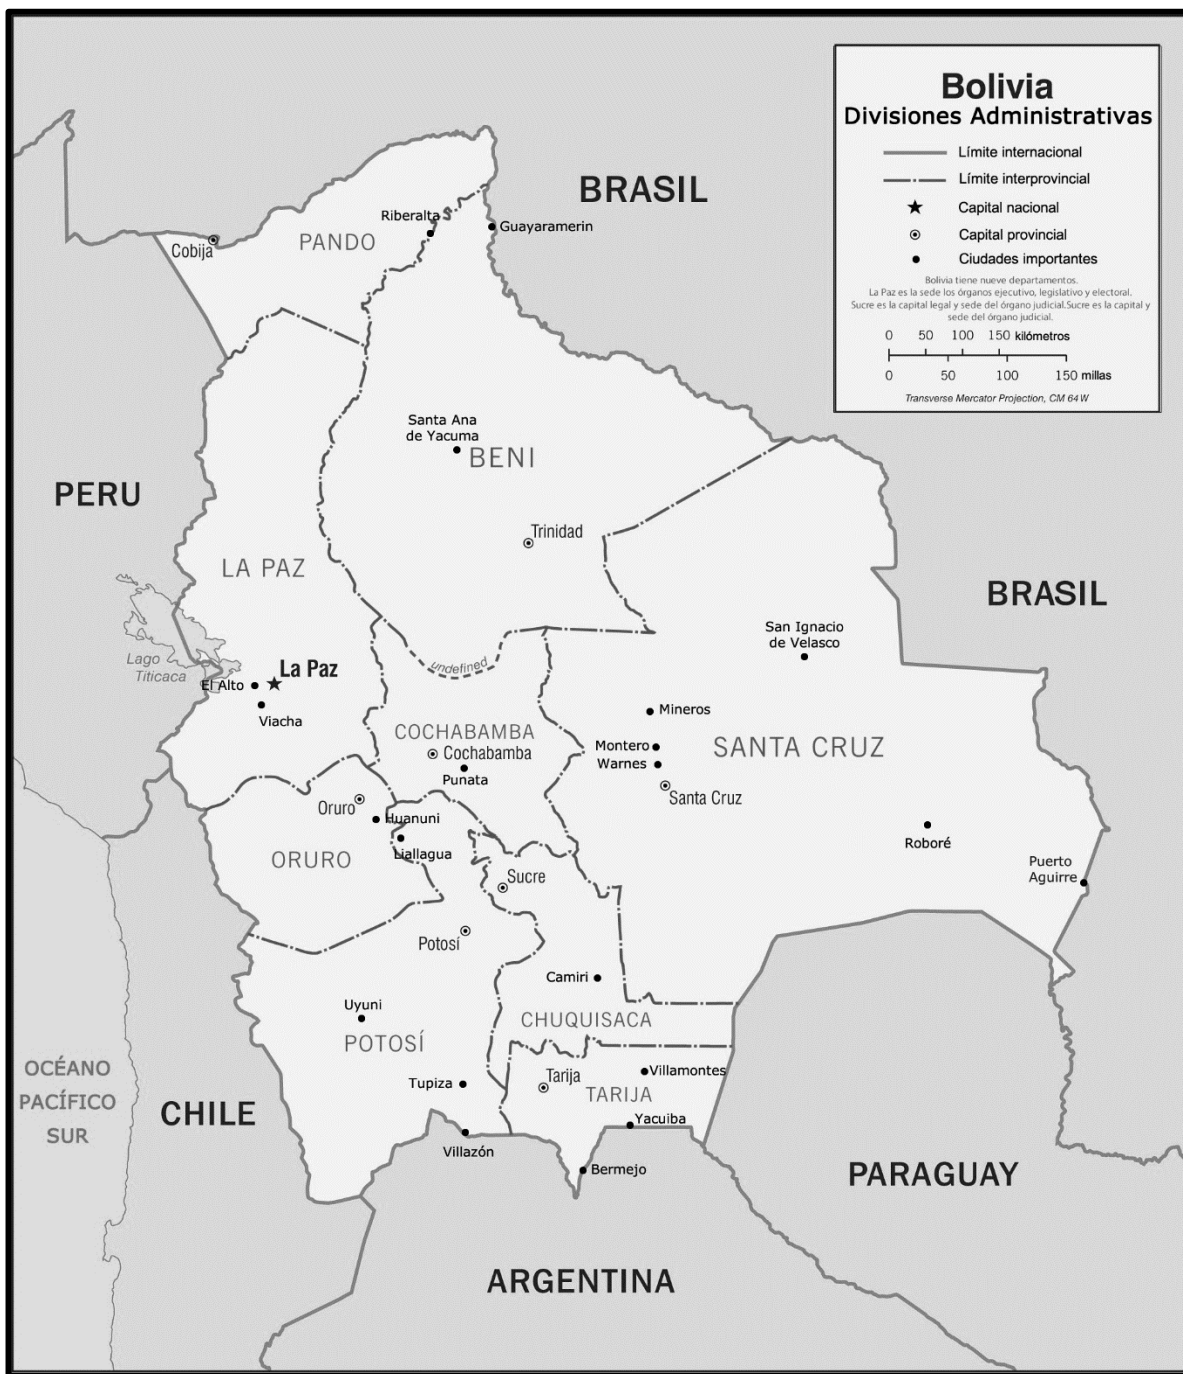 Bolivia
Divisiones Administrativas
Límite internacional
Límite interprovincial
Capital nacional
Capital provincial
Ciudades importantes
Bolivia tiene nueve departamentos.
La Paz es la sede los órganos ejecutivo, legislativo y electoral.
Sucre es la capital legal y sede del órgano judicial.Sucre es la capital y
sede del órgano judicial.
0 50 100 150 kilómetros
0 50 100 150 millas
Transverse Mercator Projection, CM 64 W
BRASIL
Riberalta
Guayaramerin
PANDO
Cobija
Santa Ana
de Yacuma
BENI
PERU
Trinidad
LA PAZ
BRASIL
San Ignacio
de Velasco
Lago
Titicaca
undefined
La Paz
El Alto
Viacha
Mineros
COCHABAMBA
Cochabamba
Punata
Montero
Warnes
SANTA CRUZ
Santa Cruz
Oruro
Huanuni
Liallagua
ORURO
Roboré
Puerto
Aguirre
Sucre
Potosí
Camiri
Uyuni
CHUQUISACA
POTOSÍ
OCÉANO
PACÍFICO
SUR
CHILE
Tupiza
Tarija
Villamontes
TARIJA
Yacuiba
Villazón
Bermejo
PARAGUAY
ARGENTINA